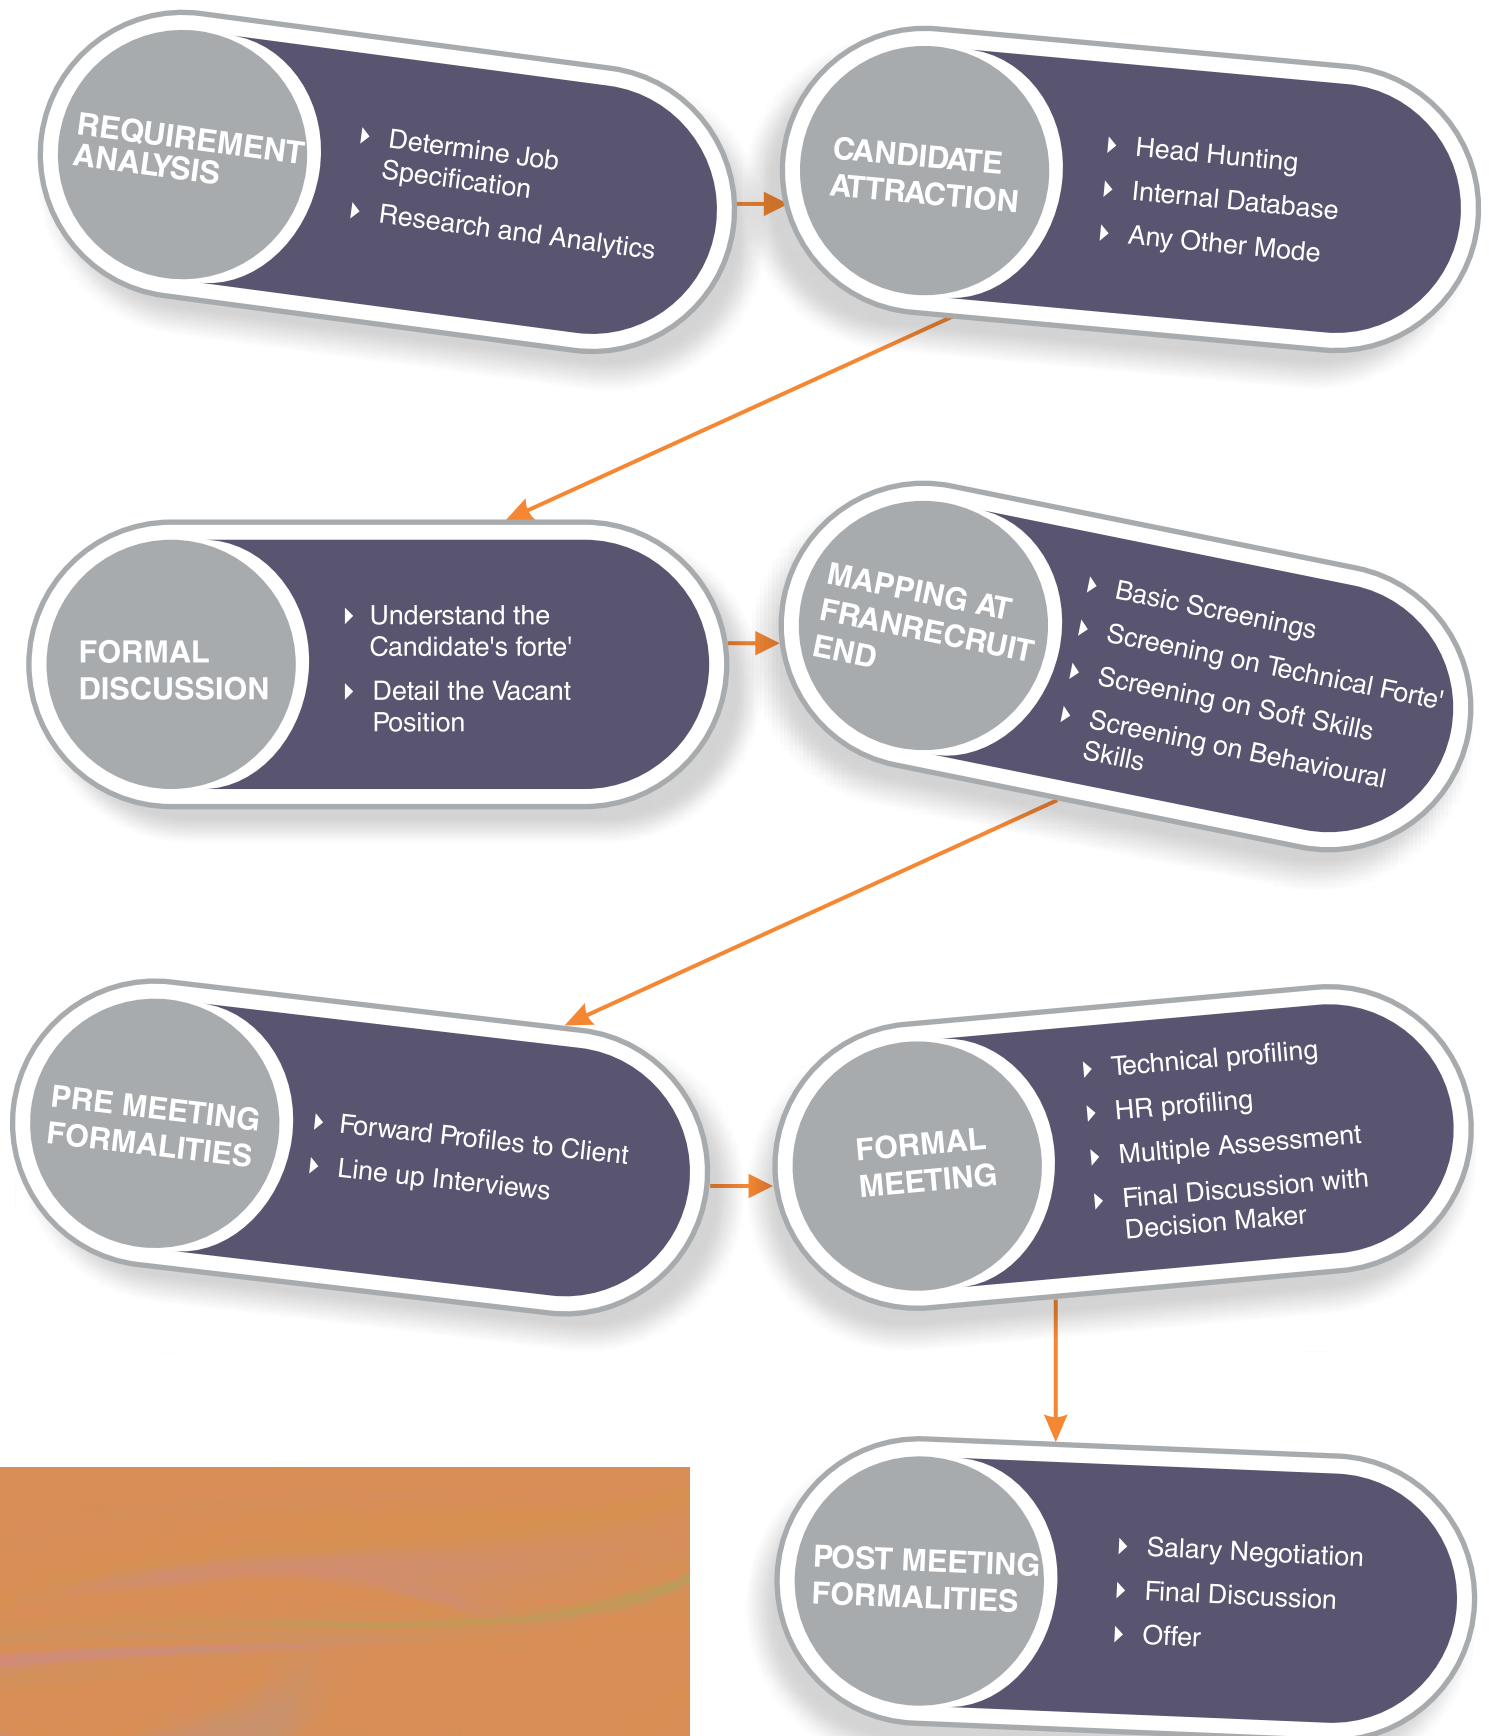 REQUIREMENT
ANALYSIS
Determine Job
Specification
Research and Analytics
CANDIDATE
ATTRACTION
Head Hunting
Internal Database
Any Other Mode
FORMAL
DISCUSSION
Understand the
Candidate's forte'
Detail the Vacant
Position
MAPPING AT
FRANRECRUIT
END
Basic Screenings
Screening on Technical Forte'
Screening on Soft Skills
Screening on Behavioural
Skills
PRE MEETING
FORMALITIES
Forward Profiles to Client
Line up Interviews
FORMAL
MEETING
Technical profiling
HR profiling
Multiple Assessment
Final Discussion with
Decision Maker
POST MEETING
FORMALITIES
Salary Negotiation
Final Discussion
Offer